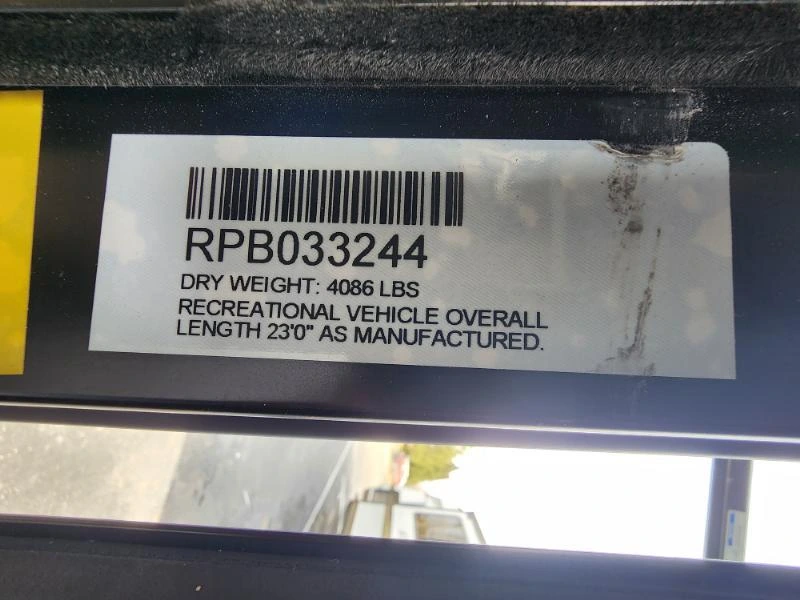 RPB033244
DRY WEIGHT: 4086 LBS
RECREATIONAL VEHICLE OVERALL
LENGTH 23'0" AS MANUFACTURED.